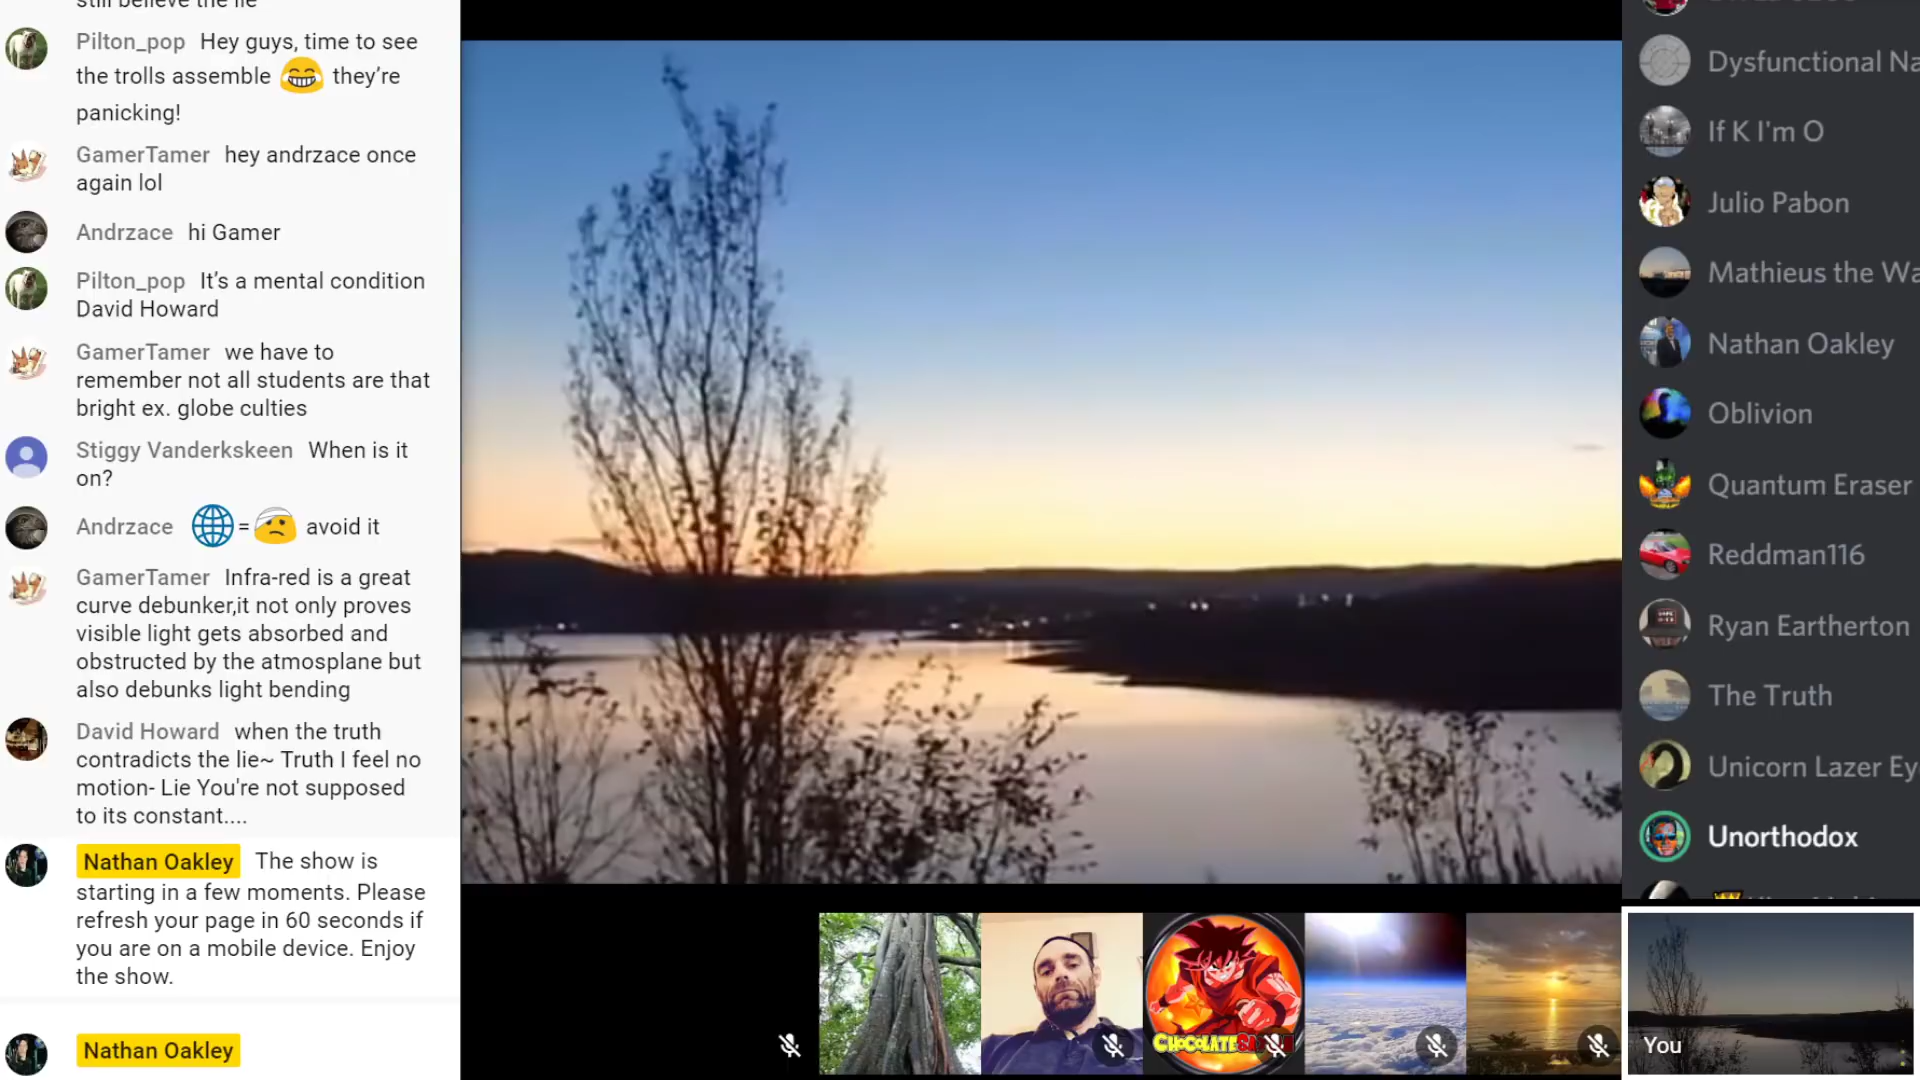 still believe the lie
Pilton_pop Hey guys, time to see
the trolls assemble 😂 they’re
panicking!
GamerTamer hey andrzace once
again lol
Andrzace hi Gamer
Pilton_pop It’s a mental condition
David Howard
GamerTamer we have to
remember not all students are that
bright ex. globe culties
Stiggy Vanderkskeen When is it
on?
Andrzace 🌐=🤕 avoid it
GamerTamer Infra-red is a great
curve debunker,it not only proves
visible light gets absorbed and
obstructed by the atmosplane but
also debunks light bending
David Howard when the truth
contradicts the lie~ Truth I feel no
motion- Lie You're not supposed
to its constant....
Nathan Oakley The show is
starting in a few moments. Please
refresh your page in 60 seconds if
you are on a mobile device. Enjoy
the show.
Nathan Oakley
Dysfunctional Na
If K I'm O
Julio Pabon
Mathieus the Wa
Nathan Oakley
Oblivion
Quantum Eraser
Reddman116
Ryan Eartherton
The Truth
Unicorn Lazer Ey
Unorthodox
You